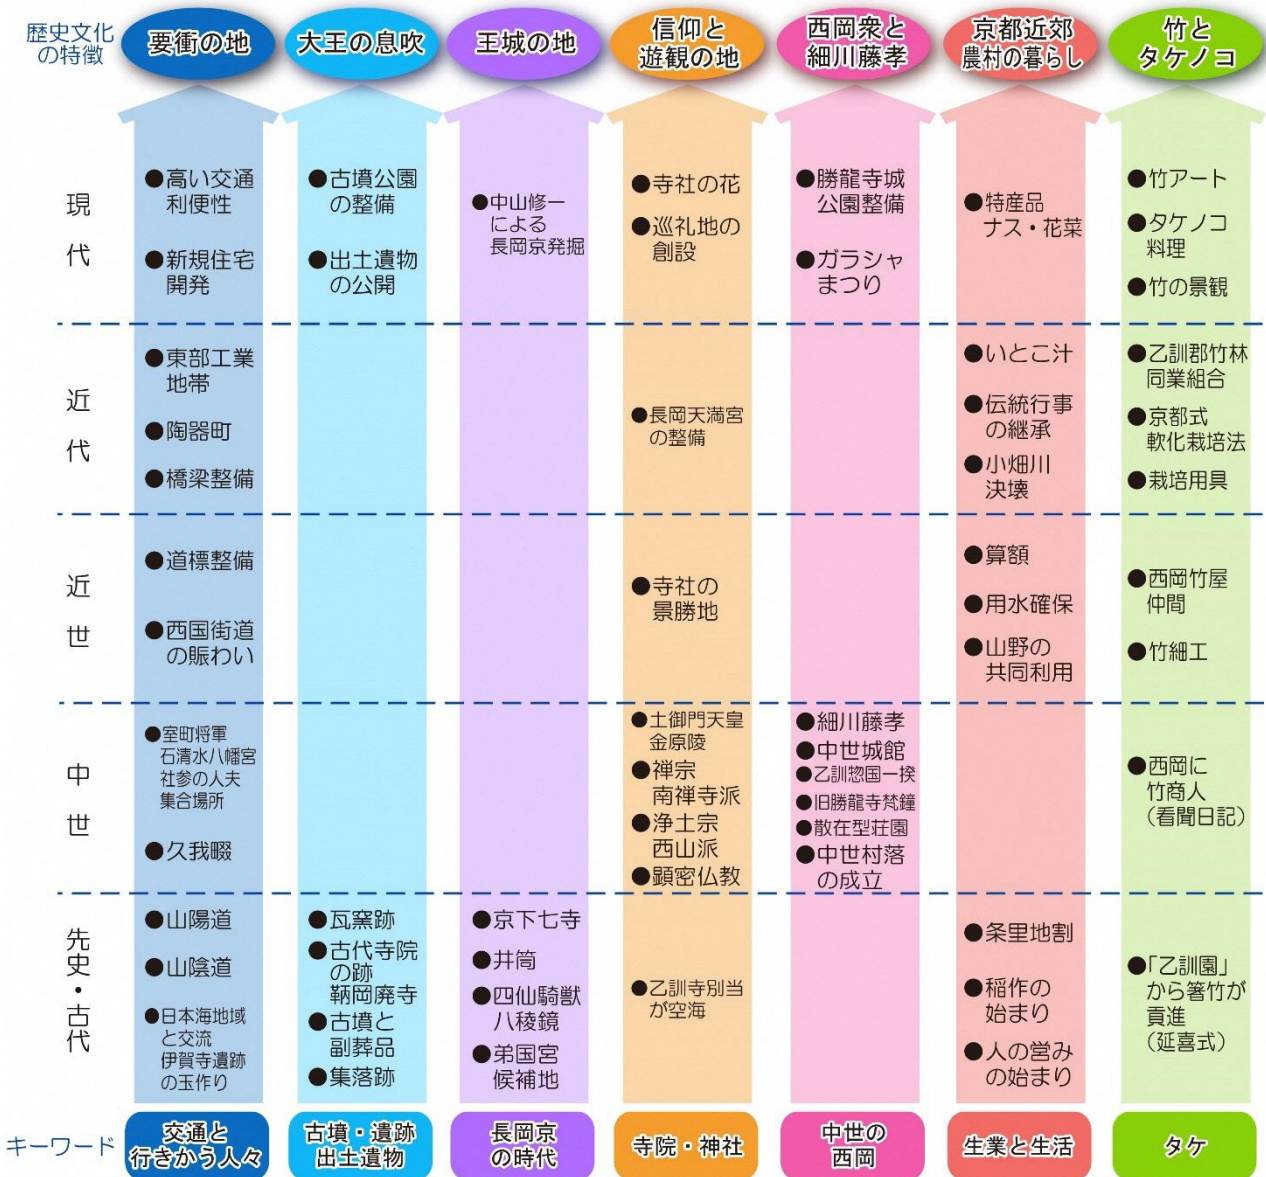 歴史文化
の特徴
要衝の地
大王の息吹
王城の地
信仰と
遊観の地
西岡衆と
細川藤孝
京都近郊
農村の暮らし
竹と
タケノコ
現代
●高い交通
利便性
●新規住宅
開発
●古墳公園
の整備
●出土遺物
の公開
●中山修一
による
長岡京発掘
●寺社の花
●巡礼地の
創設
●勝龍寺城
公園整備
●ガラシャ
まつり
●特産品
ナス・花菜
●竹アート
●タケノコ
料理
●竹の景観
近代
●東部工業
地帯
●陶器町
●橋梁整備
●長岡天満宮
の整備
●いとこ汁
●伝統行事
の継承
●小畑川
決壊
●乙訓郡竹林
同業組合
●京都式
軟化栽培法
●栽培用具
近世
●道標整備
●西国街道
の賑わい
●寺社の
景勝地
●算額
●用水確保
●山野の
共同利用
●西岡竹屋
仲間
●竹細工
中世
●室町将軍
石清水八幡宮
社参の人夫
集合場所
●久我畷
●土御門天皇
金原陵
●禅宗
南禅寺派
●浄土宗
西山派
●顕密仏教
●細川藤孝
●中世城館
●乙訓惣国一揆
●旧勝龍寺梵鐘
●散在型荘園
●中世村落
の成立
●西岡に
竹商人
(看聞日記)
先史・古代
●山陽道
●山陰道
●日本海地域
と交流
伊賀寺遺跡
の玉作り
●瓦窯跡
●古代寺院
の跡
鞆岡廃寺
●古墳と
副葬品
●集落跡
●京下七寺
●井筒
●四仙騎獣
八稜鏡
●弟国宮
候補地
●乙訓寺別当
が空海
●条里地割
●稲作の
始まり
●人の営み
の始まり
●「乙訓園」
から箸竹が
貢進
(延喜式)
キーワード
交通と
行きかう人々
古墳・遺跡
出土遺物
長岡京
の時代
寺院・神社
中世の
西岡
生業と生活
タケ